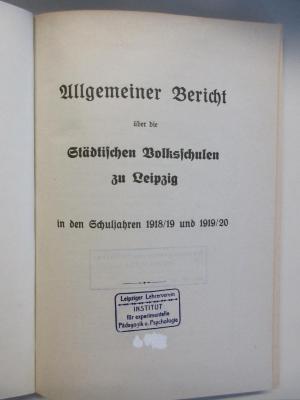 Allgemeiner Bericht
über die
Städtischen Volksschulen
zu Leipzig
in den Schuljahren 1918/19 und 1919/20
Leipziger Lehrerverein
INSTITUT
für experimentelle
Pädagogik u. Psychologie